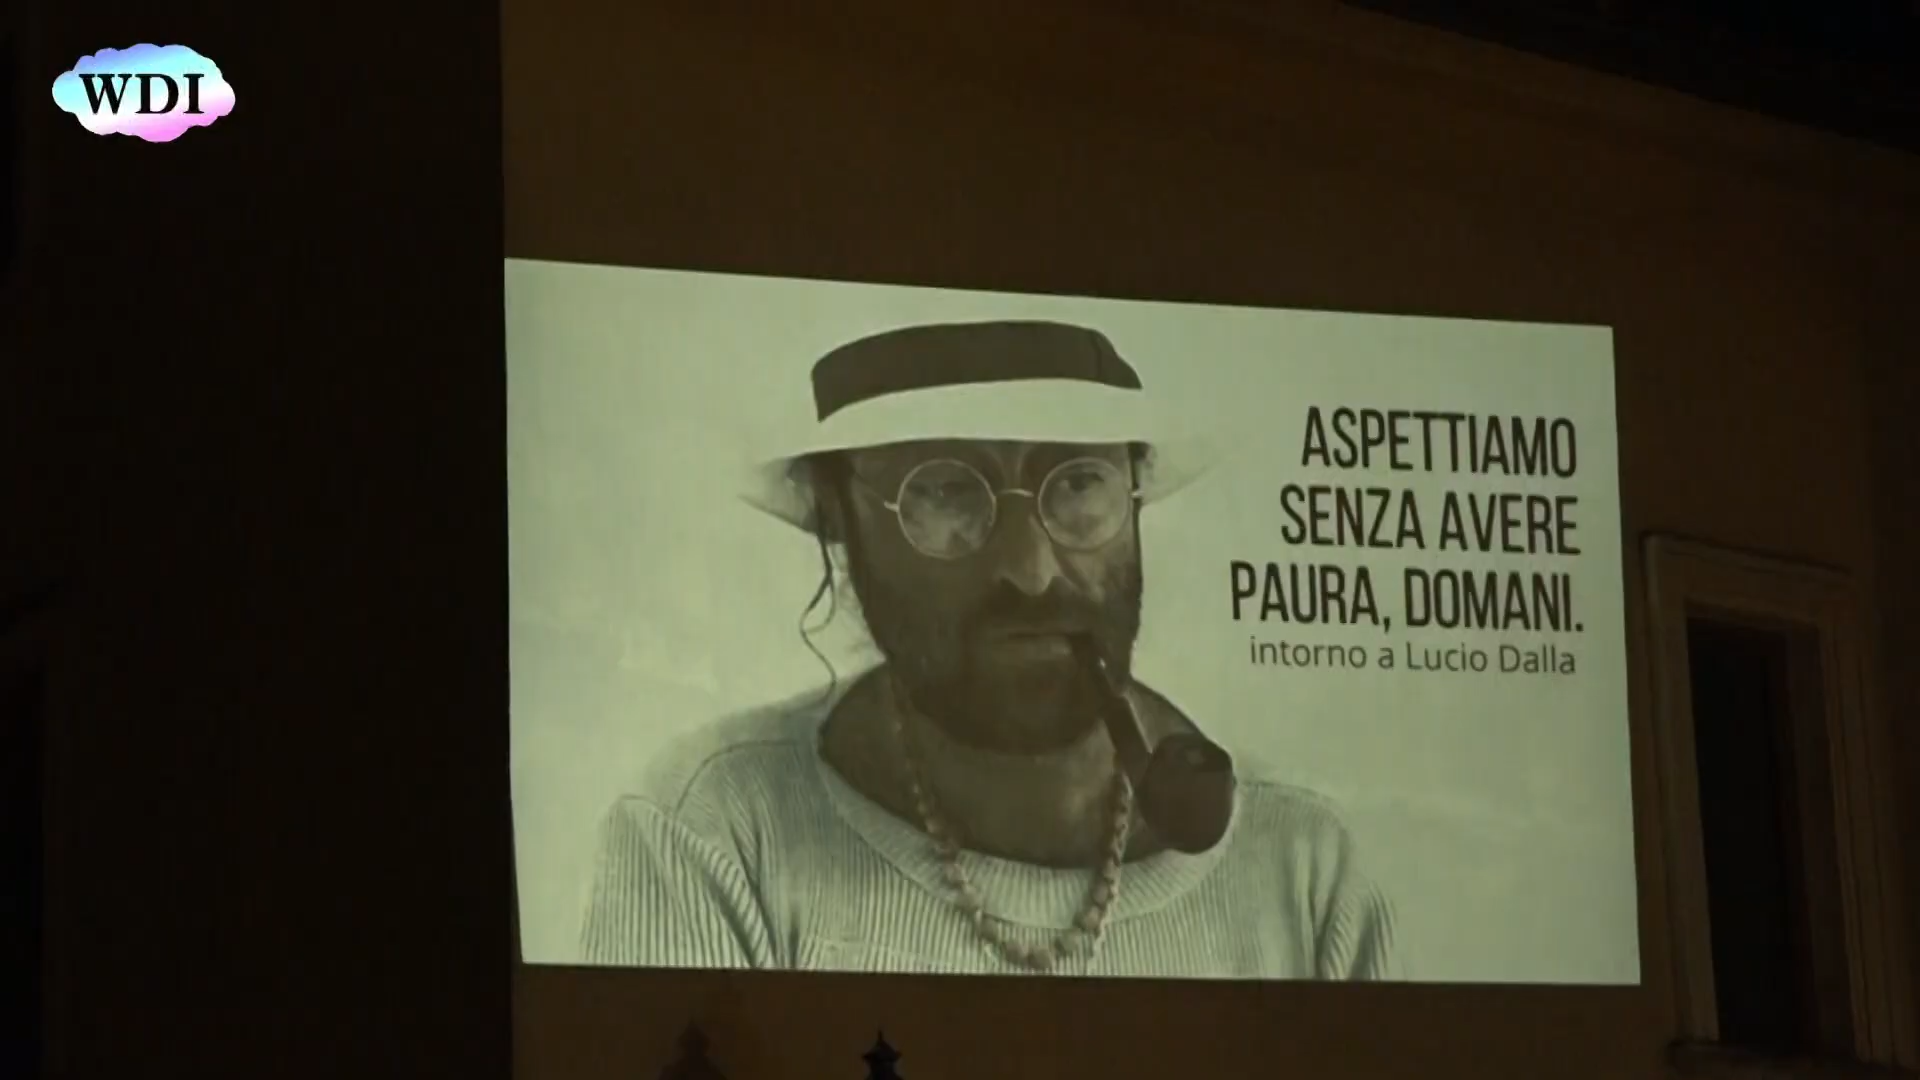 WDI
ASPETTIAMO
SENZA AVERE
PAURA, DOMANI.
intorno a Lucio Dalla